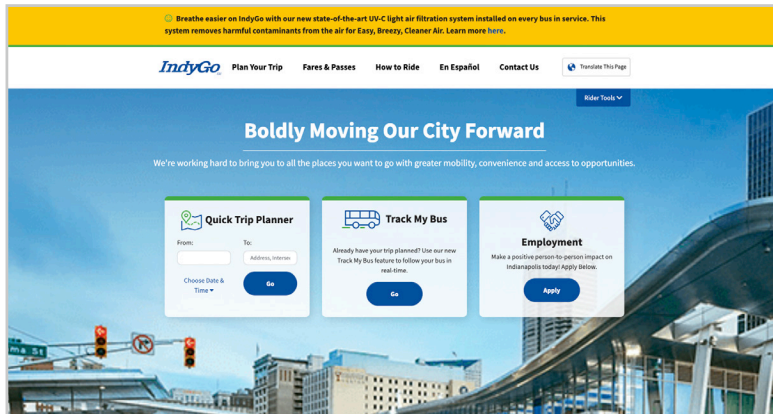 Breathe easier on IndyGo with our new state-of-the-art UV-C light air filtration system installed on every bus in service. This
system removes harmful contaminants from the air for Easy, Breezy, Cleaner Air. Learn more here.
IndyGo
Plan Your Trip
Fares & Passes
How to Ride
En Español
Contact Us
Translate This Page
Rider Tools
Boldly Moving Our City Forward
We're working hard to bring you to all the places you want to go with greater mobility, convenience and access to opportunities.
Quick Trip Planner
From:
To:
Address, Interse
Choose Date &
Time
Go
Track My Bus
Already have your trip planned? Use our new
Track My Bus feature to follow your bus in
real-time.
Go
Employment
Make a positive person-to-person impact on
Indianapolis today! Apply Below.
Apply
ma St